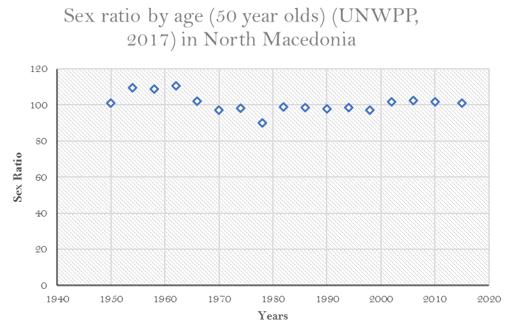 Sex ratio by age (50 year olds) (UNWPP,
2017) in North Macedonia
120
100
80
60
40
20
0
Sex Ratio
1940 1950 1960 1970 1980 1990 2000 2010 2020
Years